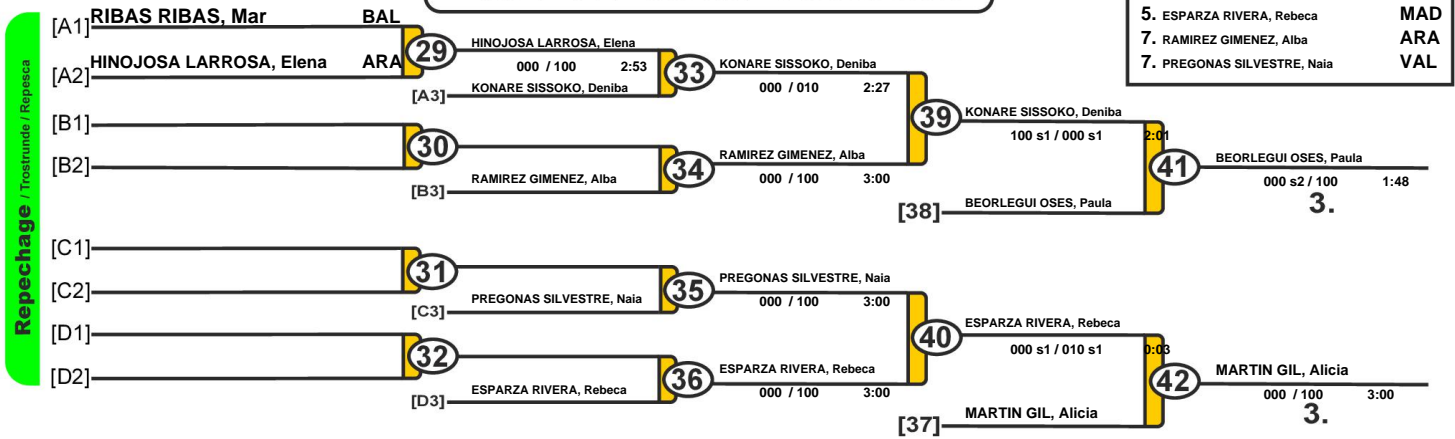 5. ESPARZA RIVERA, Rebeca MAD
7. RAMIREZ GIMENEZ, Alba ARA
7. PREGONAS SILVESTRE, Naia VAL
Repechage / Trostrunde / Repesca
[A1] RIBAS RIBAS, Mar BAL
29
[A2] HINOJOSA LARROSA, Elena ARA
HINOJOSA LARROSA, Elena
000 / 100 2:53
[A3] KONARE SISSOKO, Deniba
33
KONARE SISSOKO, Deniba
000 / 010 2:27
[B1]
30
[B2]
[B3] RAMIREZ GIMENEZ, Alba
34
RAMIREZ GIMENEZ, Alba
000 / 100 3:00
39
KONARE SISSOKO, Deniba
100 s1 / 000 s1 2:01
[38] BEORLEGUI OSES, Paula
41
BEORLEGUI OSES, Paula
000 s2 / 100 1:48
3.
[C1]
31
[C2]
[C3] PREGONAS SILVESTRE, Naia
35
PREGONAS SILVESTRE, Naia
000 / 100 3:00
[D1]
32
[D2]
[D3] ESPARZA RIVERA, Rebeca
36
ESPARZA RIVERA, Rebeca
000 / 100 3:00
40
ESPARZA RIVERA, Rebeca
000 s1 / 010 s1 0:03
[37] MARTIN GIL, Alicia
42
MARTIN GIL, Alicia
000 / 100 3:00
3.